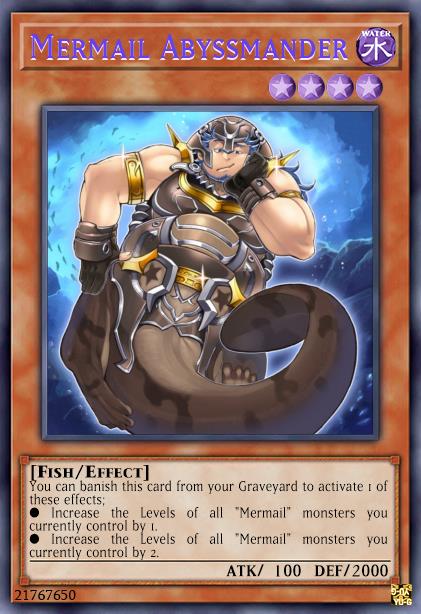 MERMAIL ABYSSMANDER
WATER
水
[FISH/EFFECT]
You can banish this card from your Graveyard to activate 1 of
these effects;
● Increase the Levels of all "Mermail" monsters you
currently control by 1.
● Increase the Levels of all "Mermail" monsters you
currently control by 2.
ATK/ 100 DEF/2000
21767650